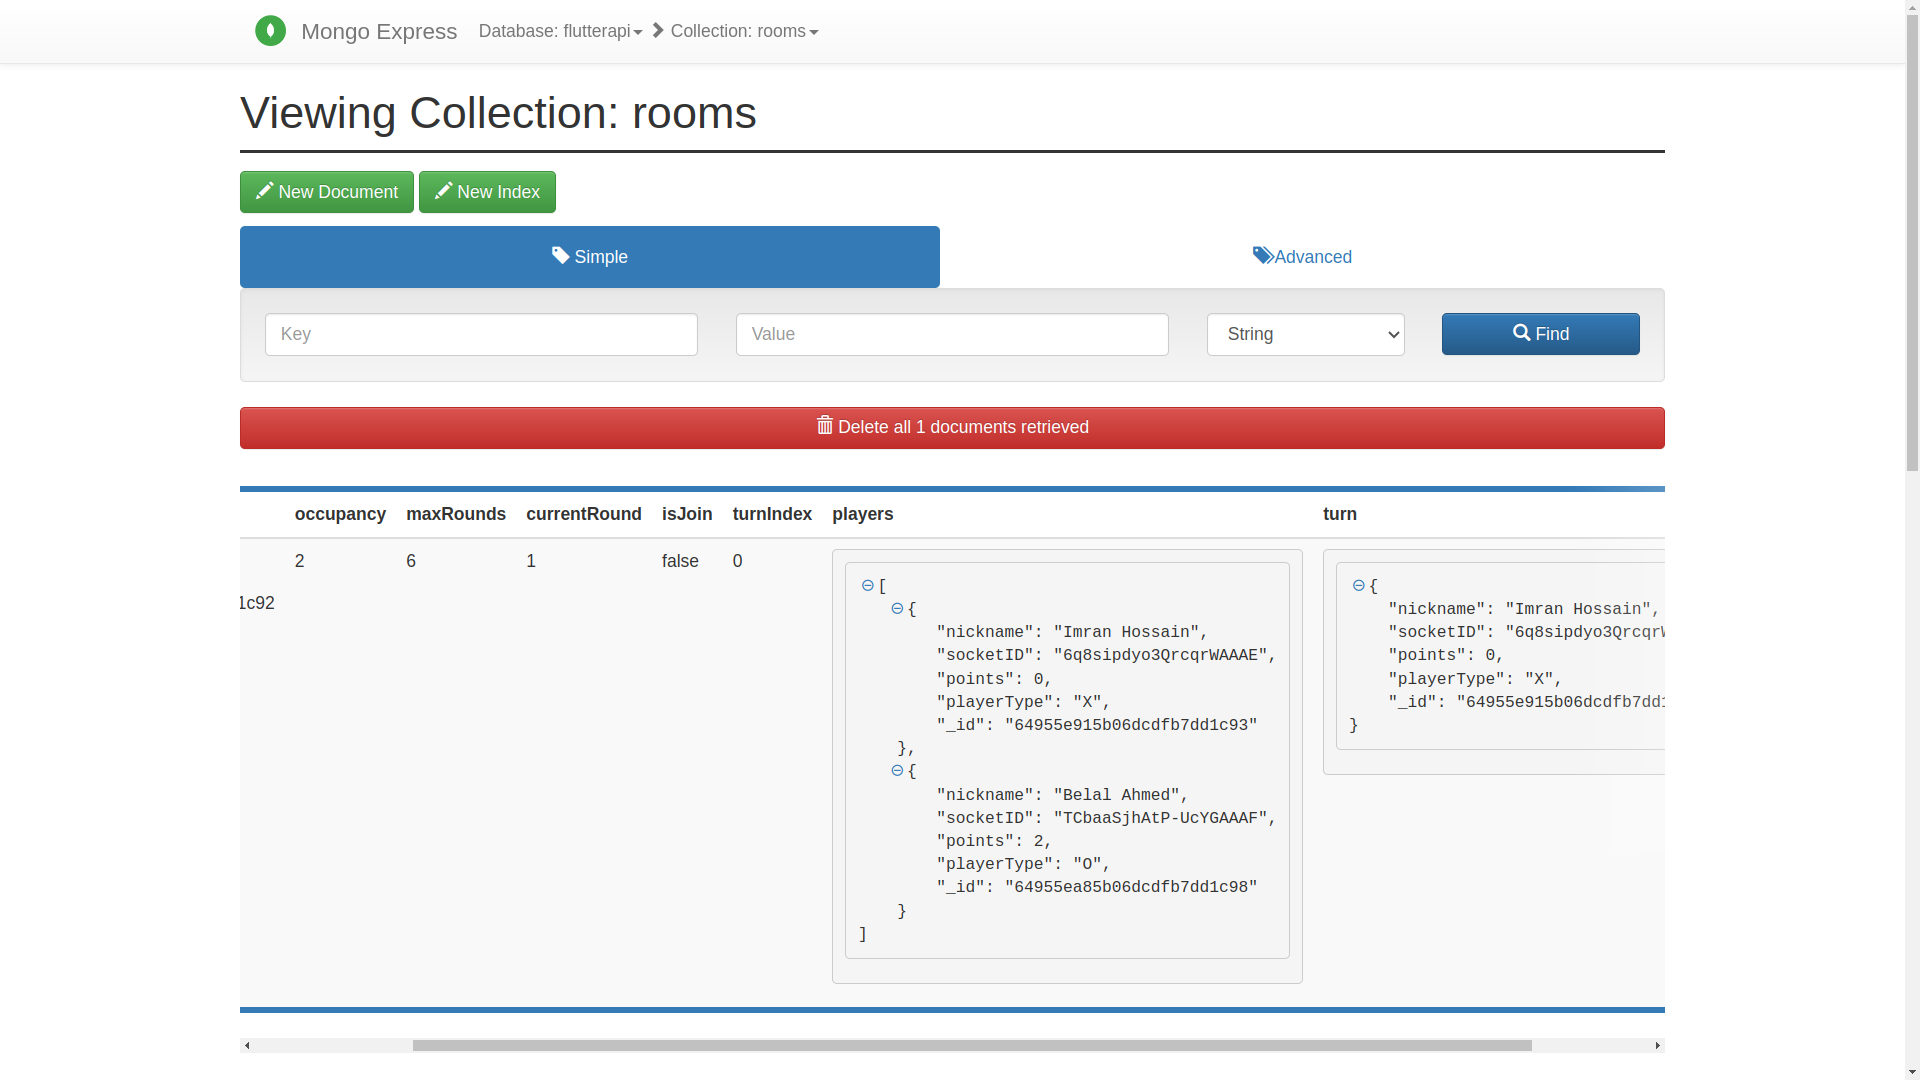 Mongo Express Database: flutterapi Collection: rooms
Viewing Collection: rooms
New Document New Index
Simple Advanced
Key Value String Find
Delete all 1 documents retrieved
occupancy maxRounds currentRound isJoin turnIndex players turn
2 6 1 false 0
1c92
[
{
"nickname": "Imran Hossain",
"socketID": "6q8sipdyo3QrcqrWAAAE",
"points": 0,
"playerType": "X",
"_id": "64955e915b06dcdfb7dd1c93"
},
{
"nickname": "Belal Ahmed",
"socketID": "TCbaaSjhAtP-UcYGAAAF",
"points": 2,
"playerType": "O",
"_id": "64955ea85b06dcdfb7dd1c98"
}
]
{
"nickname": "Imran Hossain",
"socketID": "6q8sipdyo3QrcqrW
"points": 0,
"playerType": "X",
"_id": "64955e915b06dcdfb7dd1
}